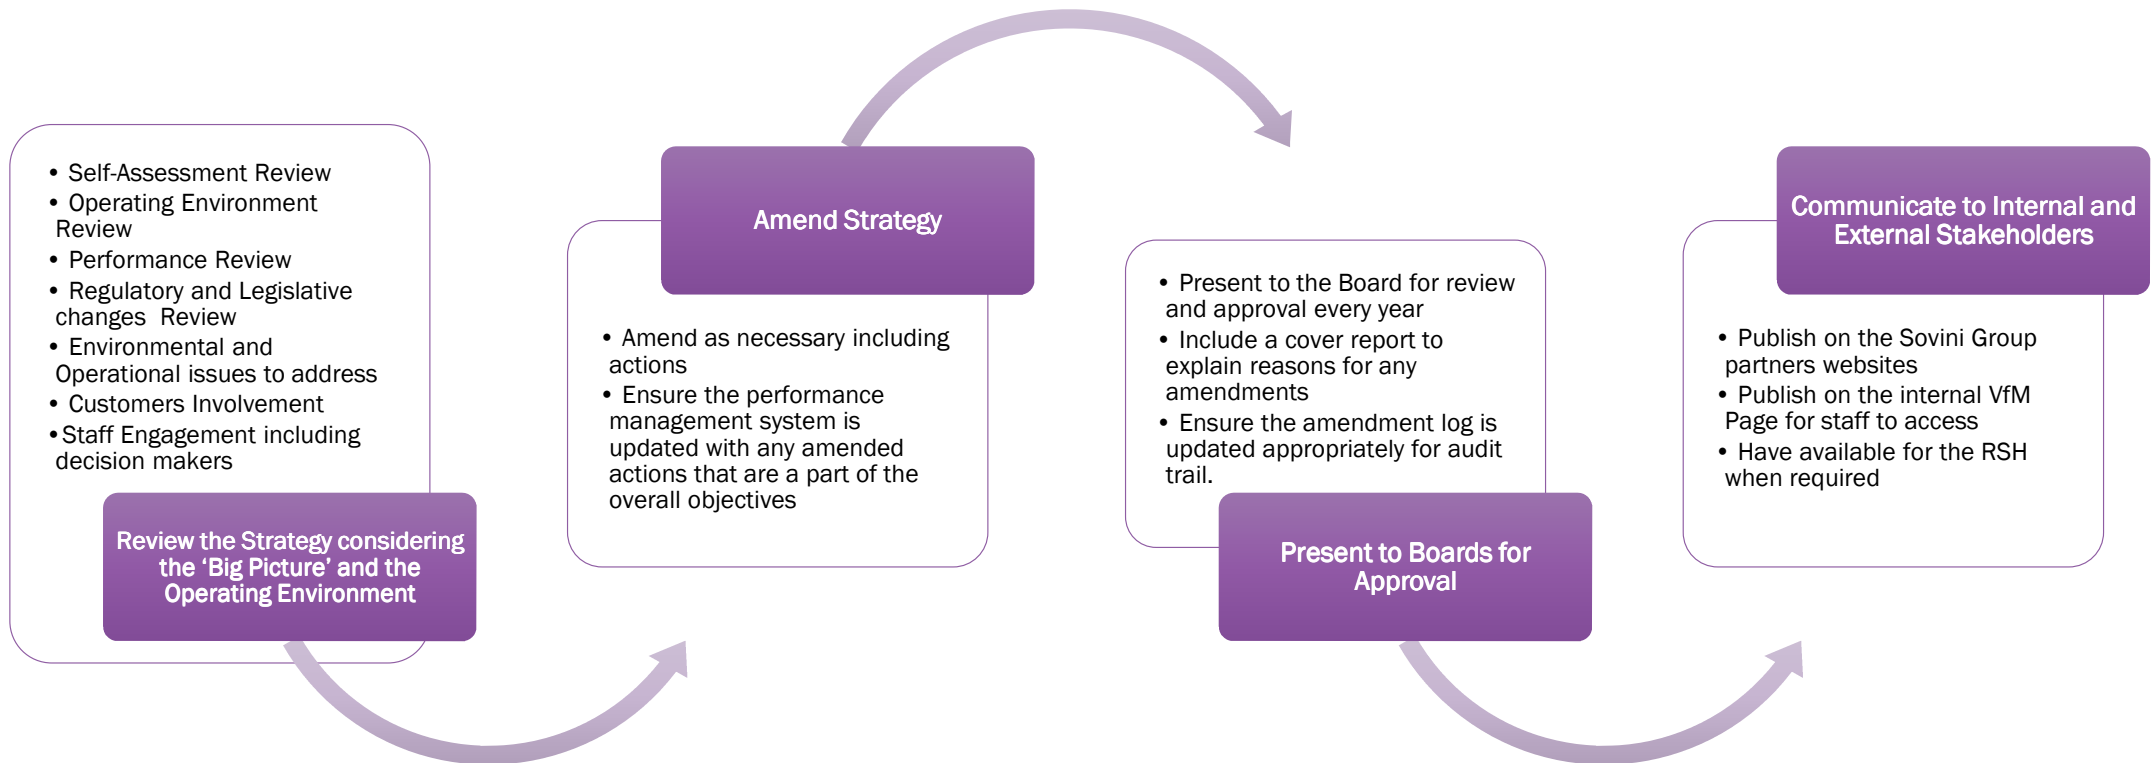 • Self-Assessment Review
• Operating Environment
Review
• Performance Review
• Regulatory and Legislative
changes  Review
• Environmental and
Operational issues to address
• Customers Involvement
•Staff Engagement including
decision makers
Review the Strategy considering
the ‘Big Picture’ and the
Operating Environment
Amend Strategy
• Amend as necessary including
actions
• Ensure the performance
management system is
updated with any amended
actions that are a part of the
overall objectives
• Present to the Board for review
and approval every year
• Include a cover report to
explain reasons for any
amendments
• Ensure the amendment log is
updated appropriately for audit
trail.
Present to Boards for
Approval
Communicate to Internal and
External Stakeholders
• Publish on the Sovini Group
partners websites
• Publish on the internal VfM
Page for staff to access
• Have available for the RSH
when required